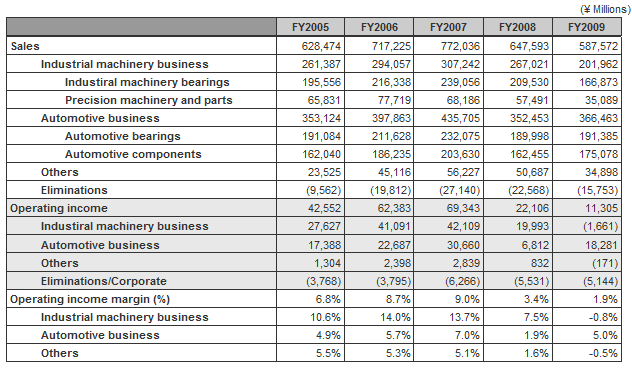 (¥ Millions)
FY2005 FY2006 FY2007 FY2008 FY2009
Sales 628,474 717,225 772,036 647,593 587,572
Industrial machinery business 261,387 294,057 307,242 267,021 201,962
Industiral machinery bearings 195,556 216,338 239,056 209,530 166,873
Precision machinery and parts 65,831 77,719 68,186 57,491 35,089
Automotive business 353,124 397,863 435,705 352,453 366,463
Automotive bearings 191,084 211,628 232,075 189,998 191,385
Automotive components 162,040 186,235 203,630 162,455 175,078
Others 23,525 45,116 56,227 50,687 34,898
Eliminations (9,562) (19,812) (27,140) (22,568) (15,753)
Operating income 42,552 62,383 69,343 22,106 11,305
Industiral machinery business 27,627 41,091 42,109 19,993 (1,661)
Automotive business 17,388 22,687 30,660 6,812 18,281
Others 1,304 2,398 2,839 832 (171)
Eliminations/Corporate (3,768) (3,795) (6,266) (5,531) (5,144)
Operating income margin (%) 6.8% 8.7% 9.0% 3.4% 1.9%
Industrial machinery business 10.6% 14.0% 13.7% 7.5% -0.8%
Automotive business 4.9% 5.7% 7.0% 1.9% 5.0%
Others 5.5% 5.3% 5.1% 1.6% -0.5%